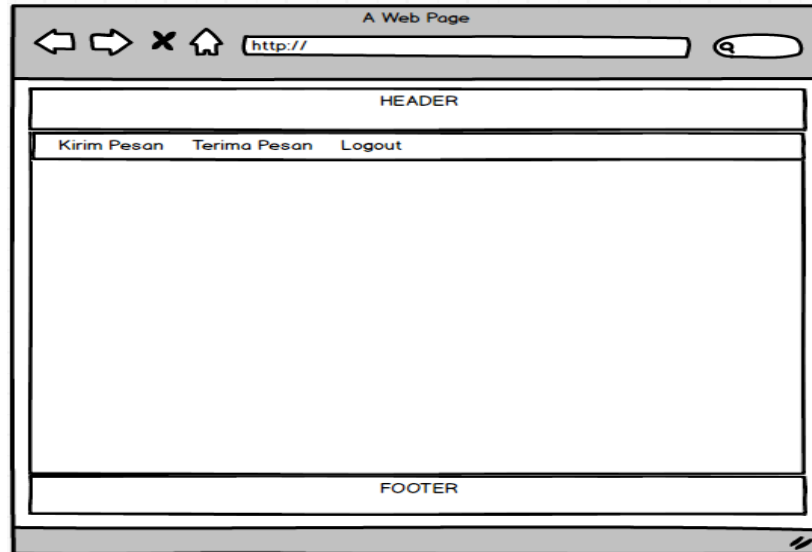 A Web Page
http://
HEADER
Kirim Pesan Terima Pesan Logout
FOOTER